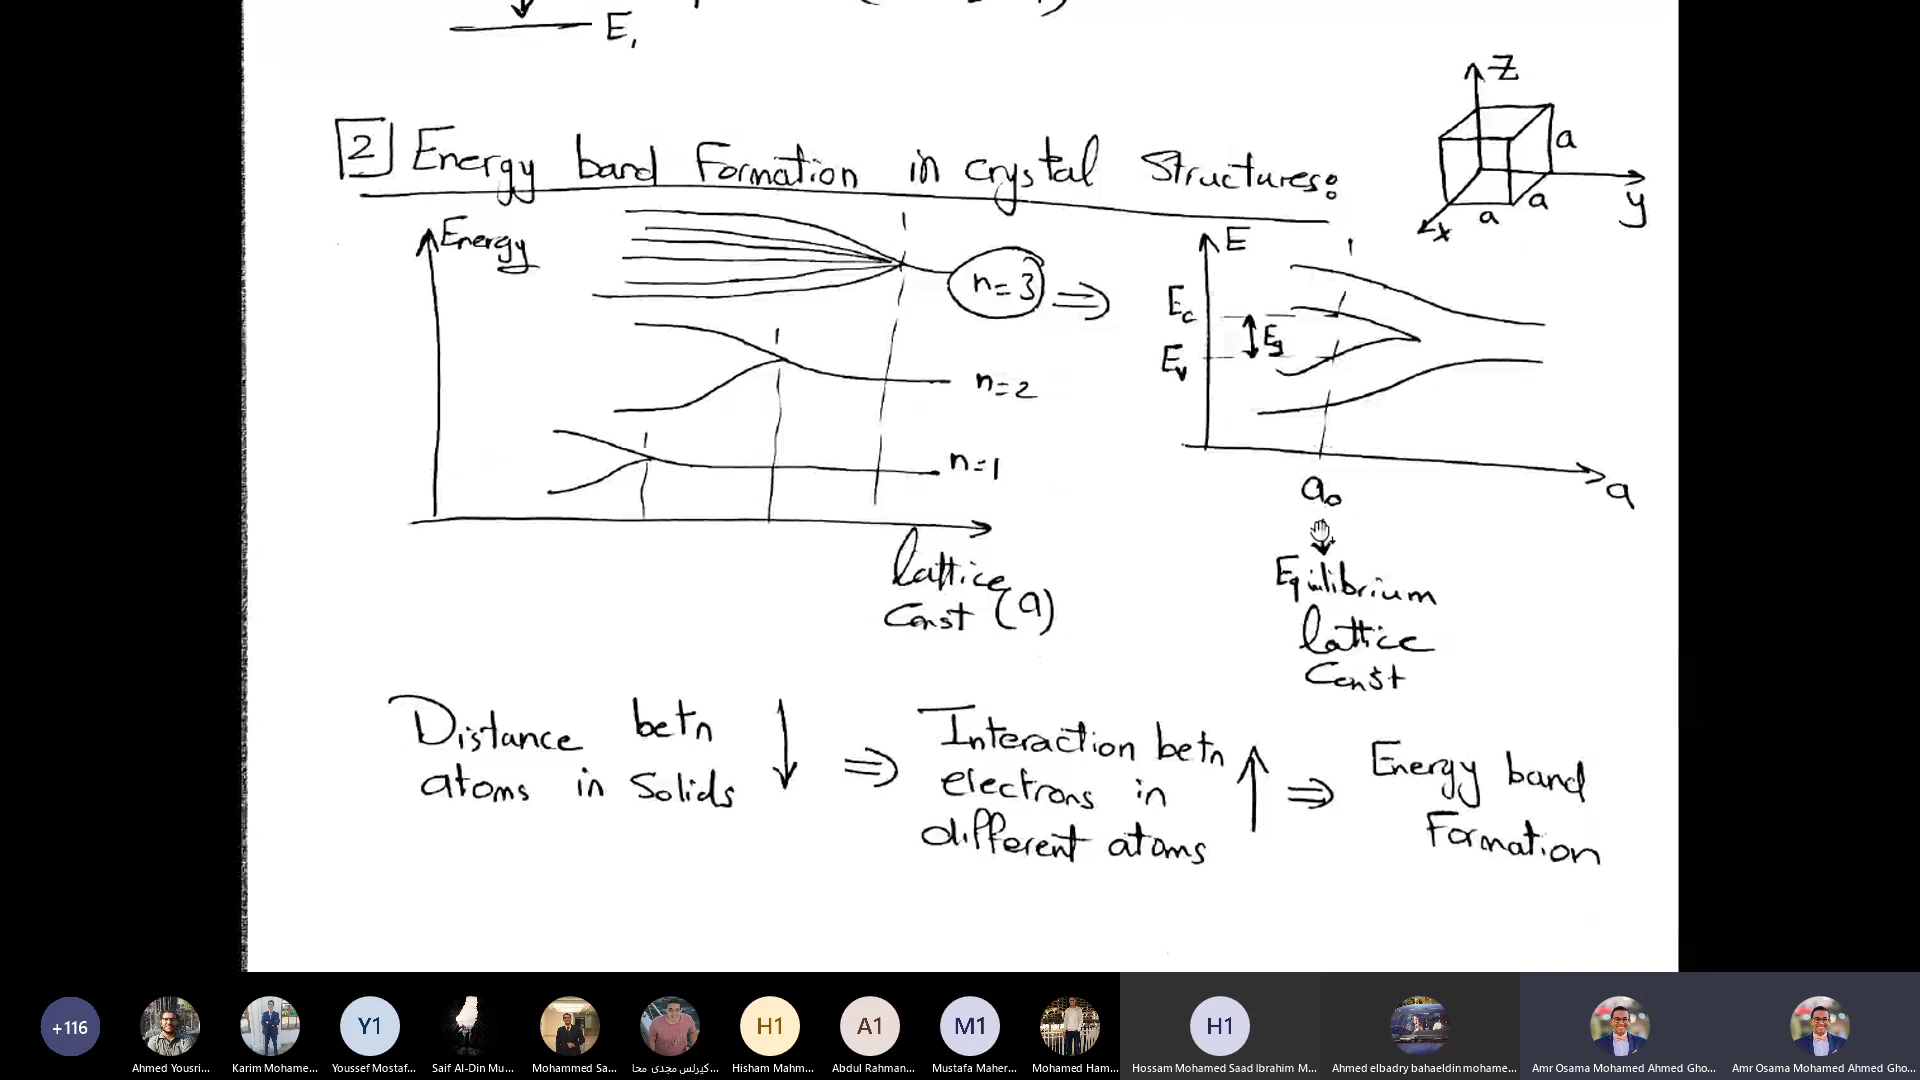 E1
Z
a
a
a
y
x
2 Energy band Formation in crystal Structures:
Energy
n=3
n=2
n=1
lattice
Const (a)
E
Ec
Eg
Ev
a
ao
Equilibrium
lattice
Const
Distance betn
atoms in Solids
Interaction betn
electrons in
different atoms
Energy band
Formation
+116
Y1
H1
A1
M1
H1
Ahmed Yousri...
Karim Mohame...
Youssef Mostaf...
Saif Al-Din Mu...
Mohammed Sa...
كيرلس مجدى محا...
Hisham Mahm...
Abdul Rahman...
Mustafa Maher...
Mohamed Ham...
Hossam Mohamed Saad Ibrahim M...
Ahmed elbadry bahaeldin mohame...
Amr Osama Mohamed Ahmed Gho...
Amr Osama Mohamed Ahmed Gho...